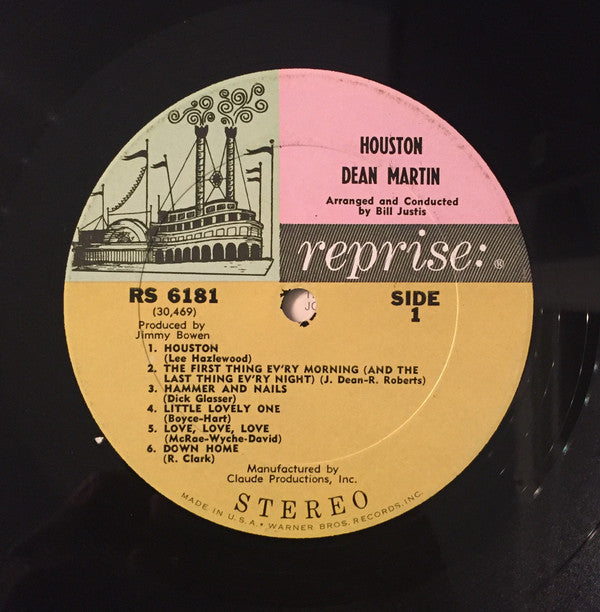 HOUSTON
DEAN MARTIN
Arranged and Conducted
by Bill Justis
reprise:®
RS 6181
(30,469)
Produced by
Jimmy Bowen
SIDE
1
1. HOUSTON
(Lee Hazlewood)
2. THE FIRST THING EV'RY MORNING (AND THE
LAST THING EV'RY NIGHT) (J. Dean-R. Roberts)
3. HAMMER AND NAILS
(Dick Glasser)
4. LITTLE LOVELY ONE
(Boyce-Hart)
5. LOVE, LOVE, LOVE
(McRae-Wyche-David)
6. DOWN HOME
(R. Clark)
Manufactured by
Claude Productions, Inc.
STEREO
MADE IN U.S.A. • WARNER BROS. RECORDS, INC.